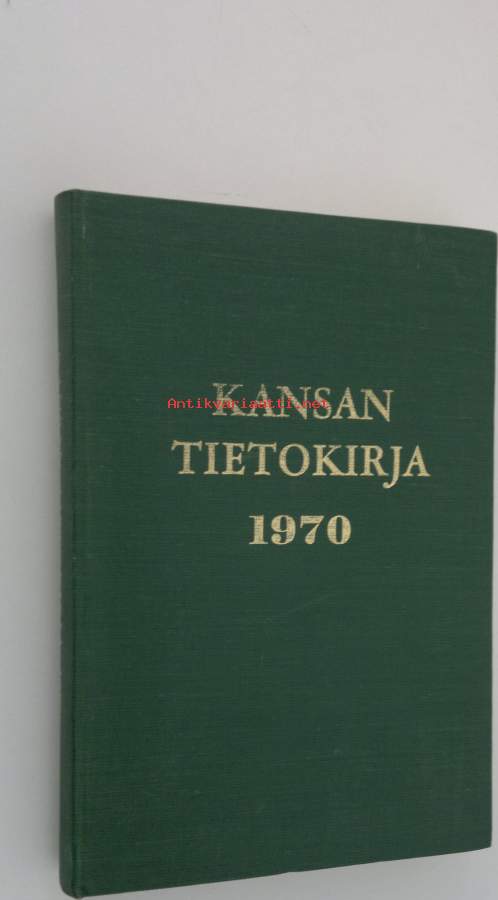 KANSAN
Antikvariaatti.net
TIETOKIRJA
1970